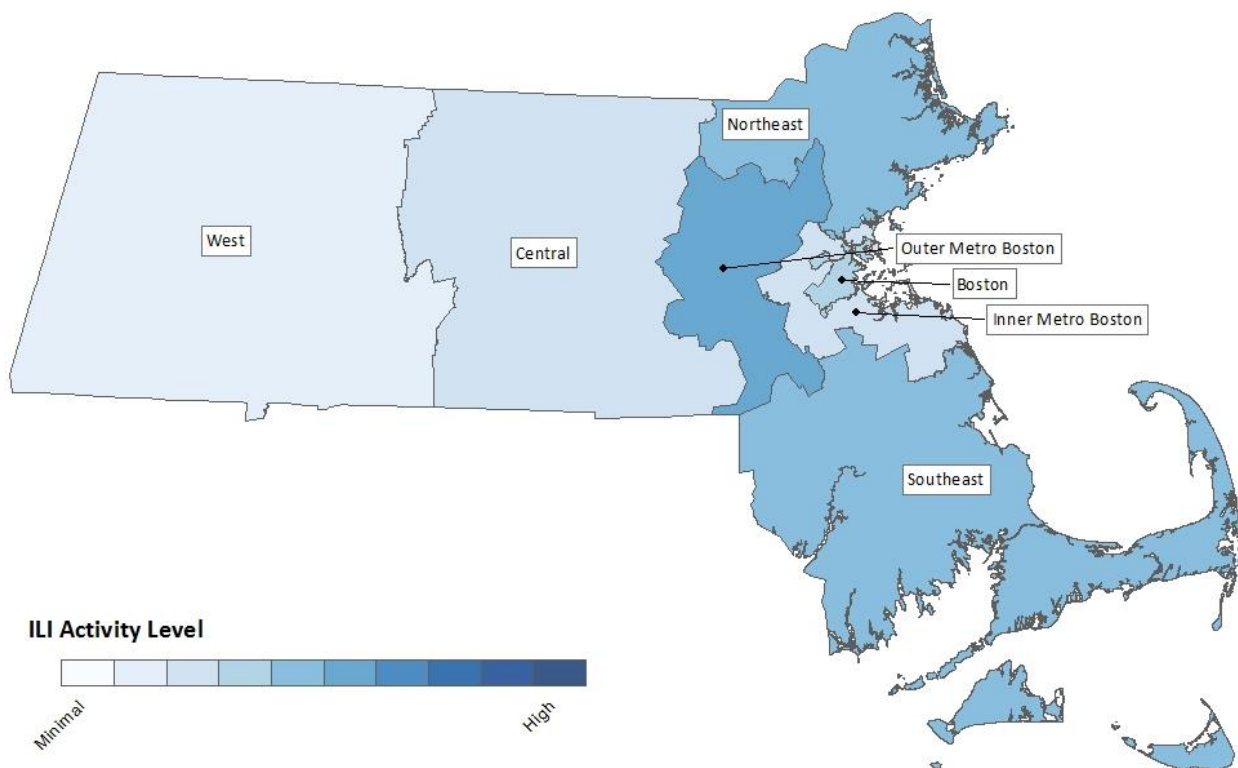 Northeast
West
Central
Outer Metro Boston
Boston
Inner Metro Boston
Southeast
ILI Activity Level
Minimal
High